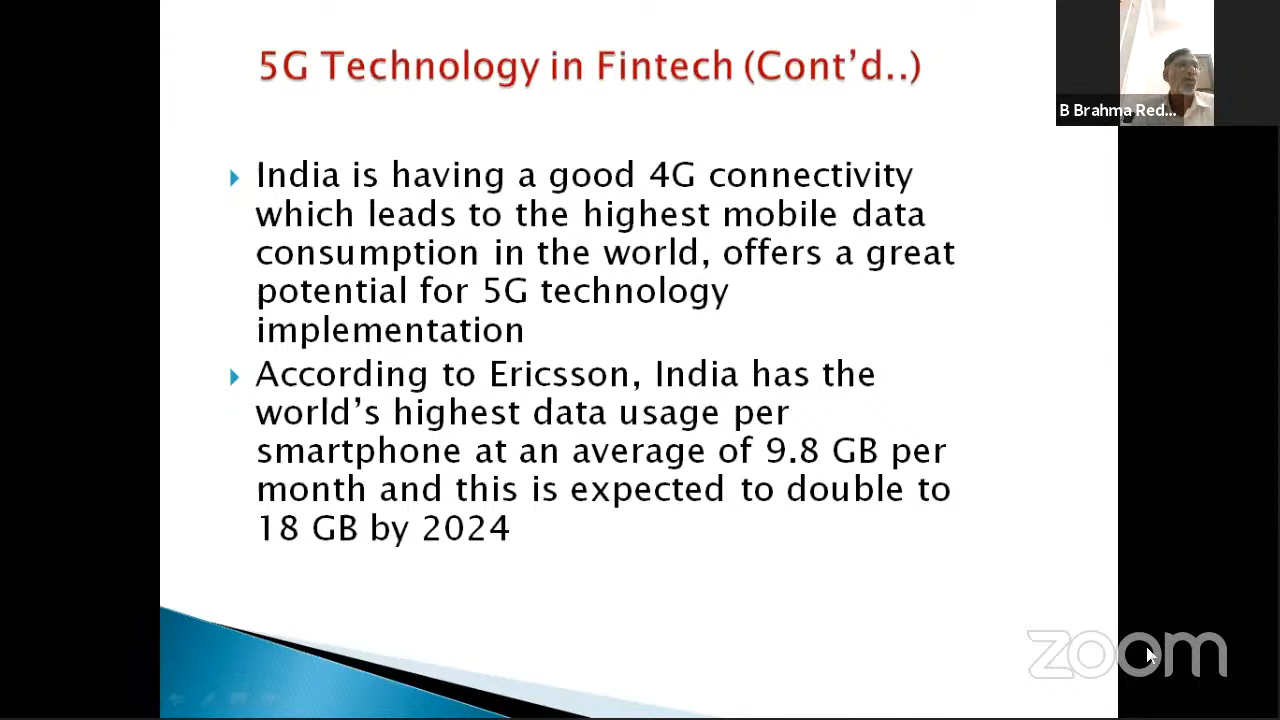 5G Technology in Fintech (Cont’d..)
B Brahma Red...
India is having a good 4G connectivity
which leads to the highest mobile data
consumption in the world, offers a great
potential for 5G technology
implementation
According to Ericsson, India has the
world’s highest data usage per
smartphone at an average of 9.8 GB per
month and this is expected to double to
18 GB by 2024
zoom